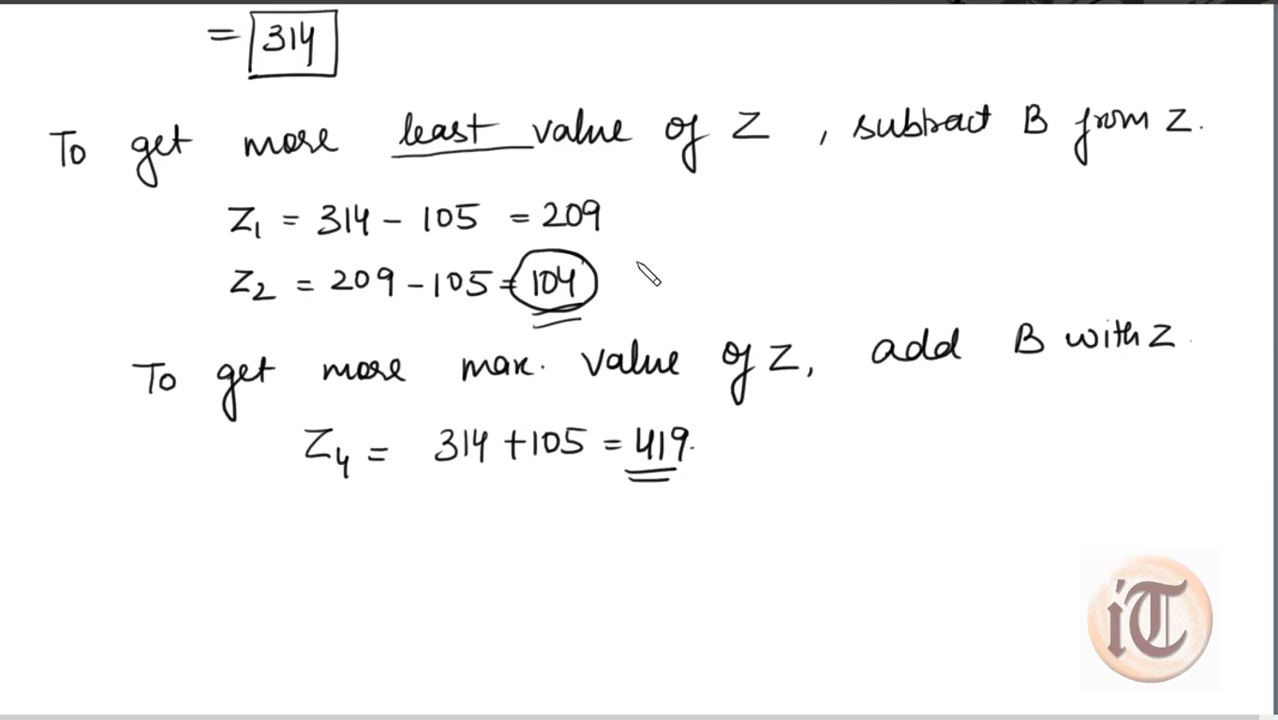 = 314
To get more least value of Z , subtract B from Z.
Z1 = 314 - 105 = 209
Z2 = 209 - 105 = 104
To get more max. value of Z, add B with Z.
Z4 = 314 + 105 = 419.
iT